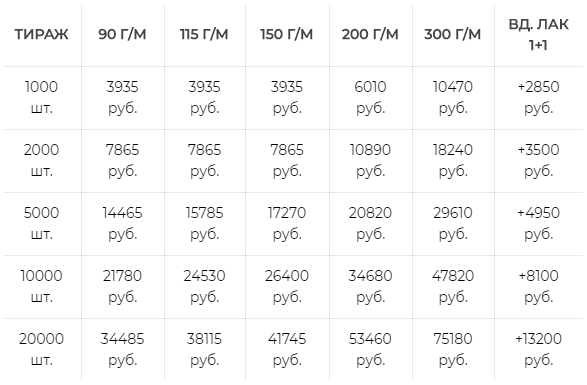 ТИРАЖ 90 Г/М 115 Г/М 150 Г/М 200 Г/М 300 Г/М ВД. ЛАК
1+1
1000 3935 3935 3935 6010 10470 +2850
шт. руб. руб. руб. руб. руб. руб.
2000 7865 7865 7865 10890 18240 +3500
шт. руб. руб. руб. руб. руб. руб.
5000 14465 15785 17270 20820 29610 +4950
шт. руб. руб. руб. руб. руб. руб.
10000 21780 24530 26400 34680 47820 +8100
шт. руб. руб. руб. руб. руб. руб.
20000 34485 38115 41745 53460 75180 +13200
шт. руб. руб. руб. руб. руб. руб.